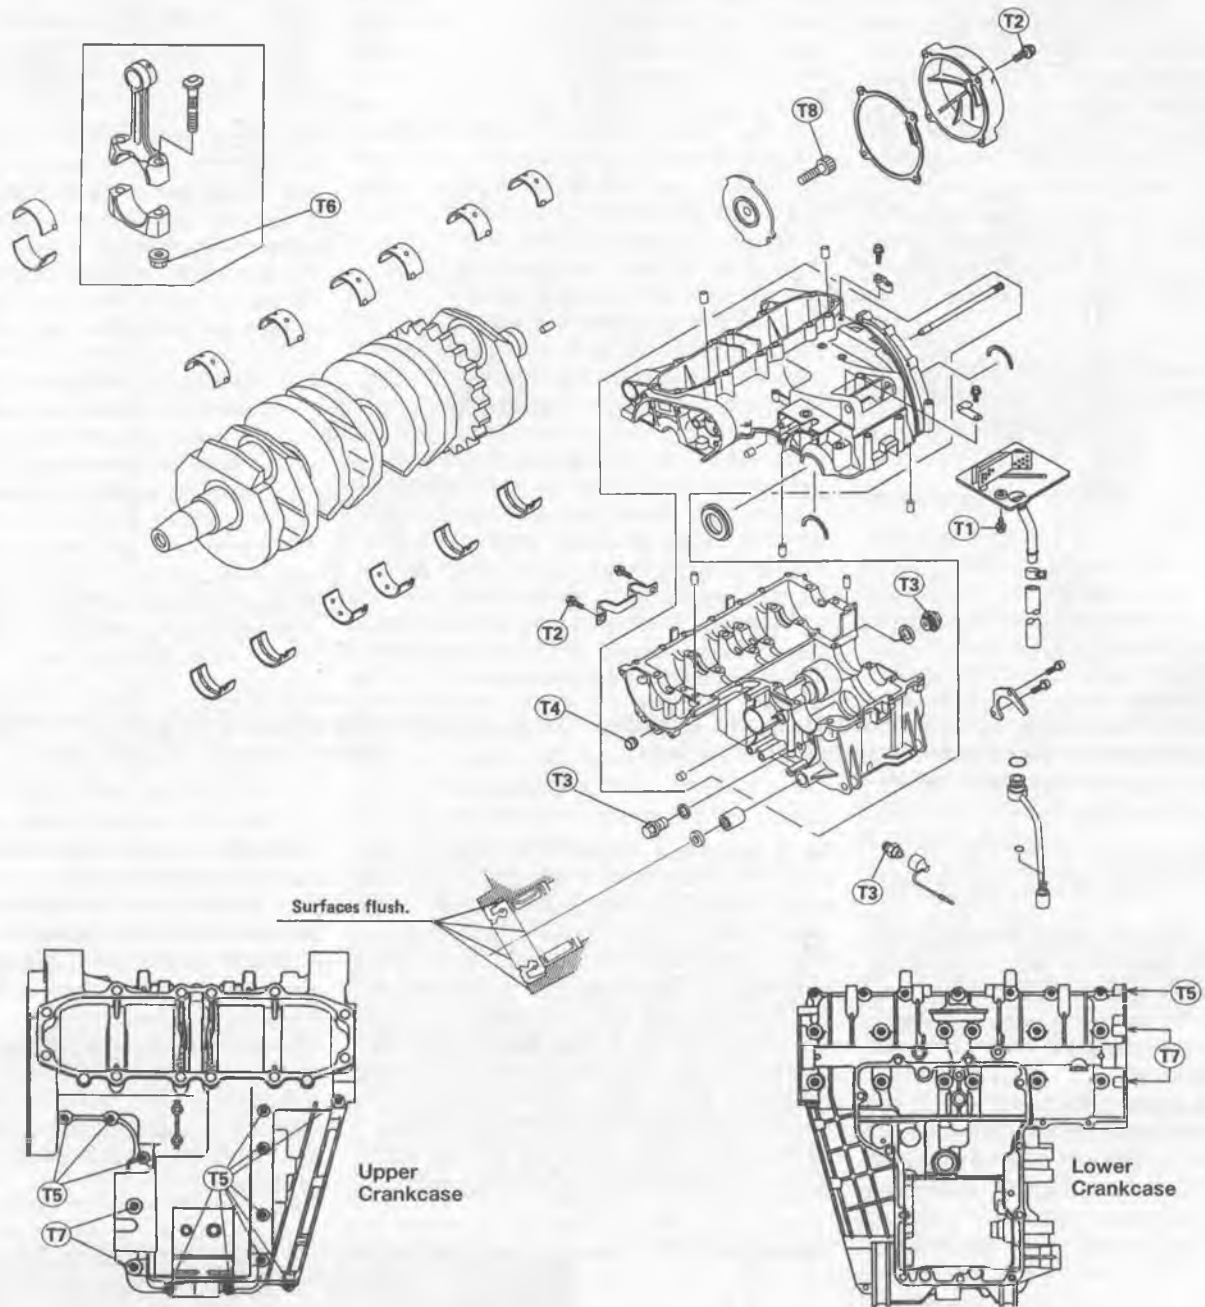 T2
T8
T6
T1
T3
T2
T4
T3
T3
Surfaces flush.
T5
T7
T5
T5
T7
Upper
Crankcase
Lower
Crankcase